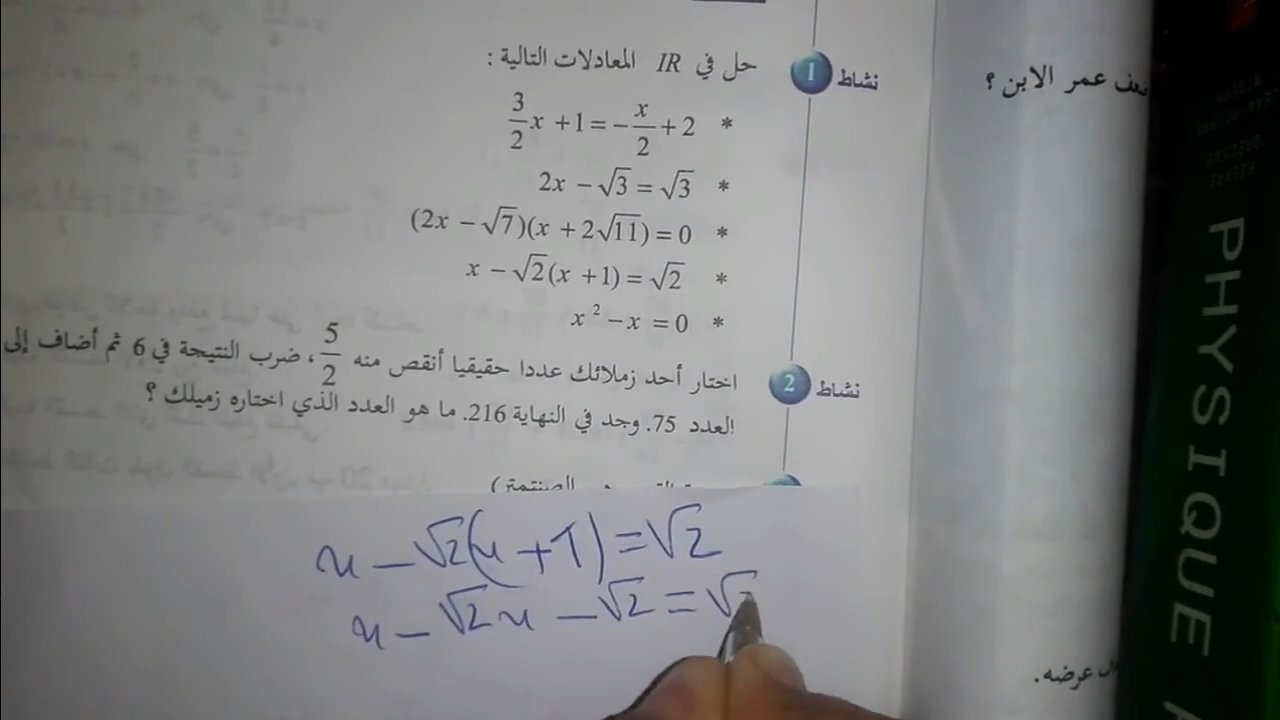 نشاط 1 حل في IR المعادلات التالية :
* 3/2 x + 1 = - x/2 + 2
* 2x - √3 = √3
* (2x - √7)(x + 2√11) = 0
* x - √2(x + 1) = √2
* x² - x = 0
نشاط 2 اختار أحد زملائك عددا حقيقيا أنقص منه 5/2 ، ضرب النتيجة في 6 ثم أضاف إلى
العدد 75. وجد في النهاية 216. ما هو العدد الذي اختاره زميلك ؟
الصنتمتر)
x - √2(x + 1) = √2
x - √2 x - √2 = √
عمر الابن ؟
عرضه.
PHYSIQUE